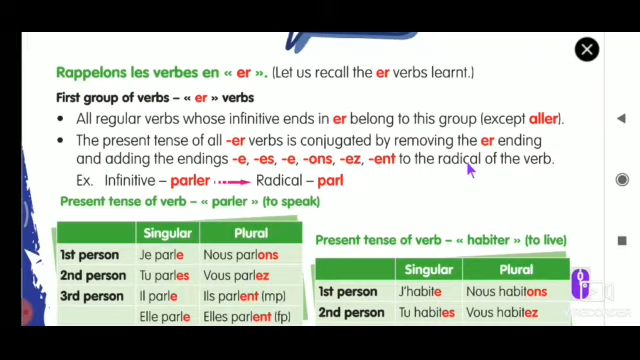 Rappelons les verbes en « er ». (Let us recall the er verbs learnt.)
First group of verbs – « er » verbs
• All regular verbs whose infinitive ends in er belong to this group (except aller).
• The present tense of all -er verbs is conjugated by removing the er ending
and adding the endings -e, -es, -e, -ons, -ez, -ent to the radical of the verb.
Ex. Infinitive – parler Radical – parl
Present tense of verb – « parler » (to speak)
Singular Plural
1st person Je parle Nous parlons
2nd person Tu parles Vous parlez
3rd person Il parle Ils parlent (mp)
Elle parle Elles parlent (fp)
Present tense of verb – « habiter » (to live)
Singular Plural
1st person J'habite Nous habitons
2nd person Tu habites Vous habitez